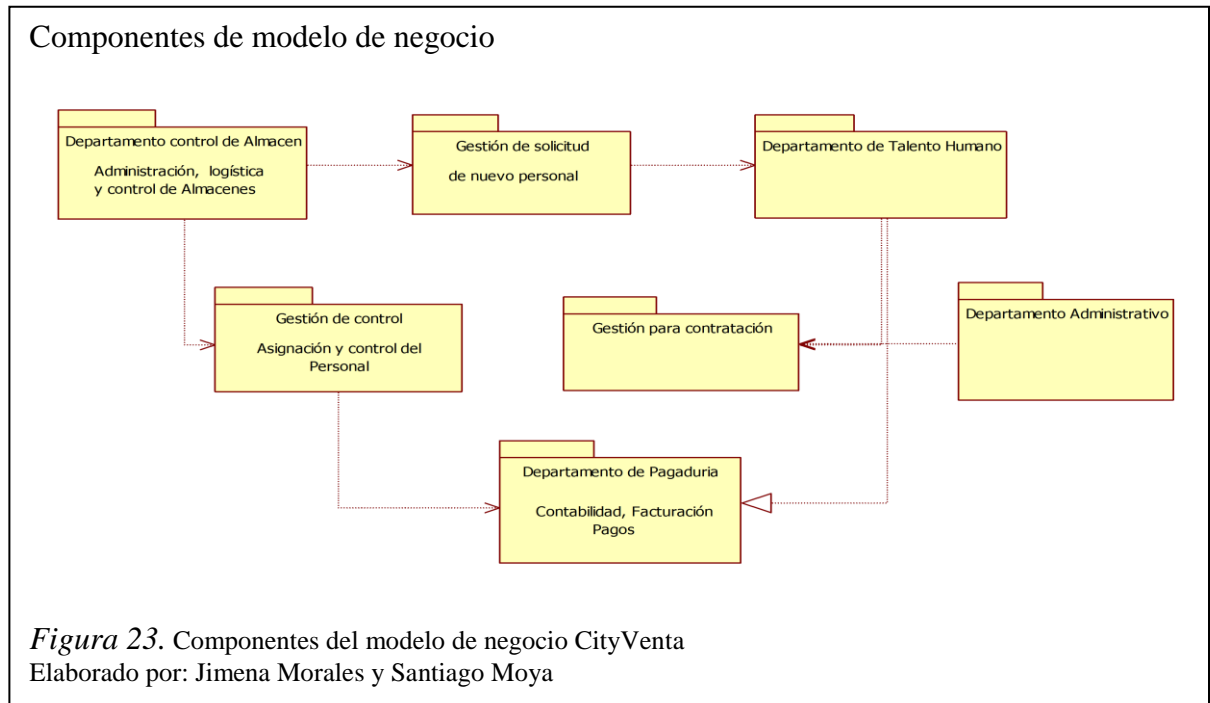 Componentes de modelo de negocio
Departamento control de Almacen
Administración, logística
y control de Almacenes
Gestión de solicitud
de nuevo personal
Departamento de Talento Humano
Gestión de control
Asignación y control del
Personal
Gestión para contratación
Departamento Administrativo
Departamento de Pagaduria
Contabilidad, Facturación
Pagos
Figura 23. Componentes del modelo de negocio CityVenta
Elaborado por: Jimena Morales y Santiago Moya